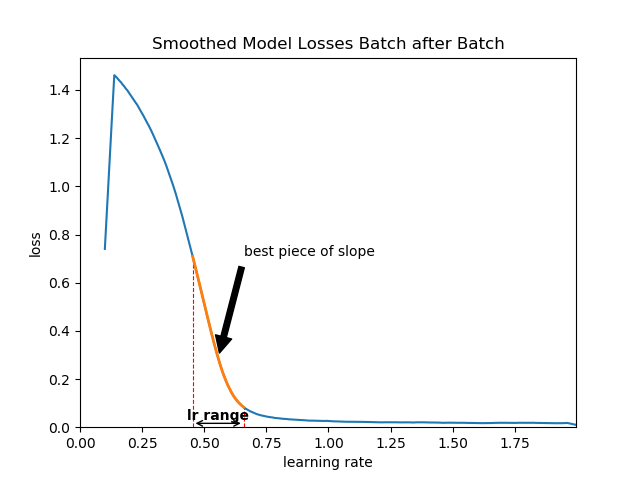 Smoothed Model Losses Batch after Batch
1.4
1.2
1.0
0.8
0.6
0.4
0.2
0.0
loss
best piece of slope
lr range
0.00 0.25 0.50 0.75 1.00 1.25 1.50 1.75
learning rate